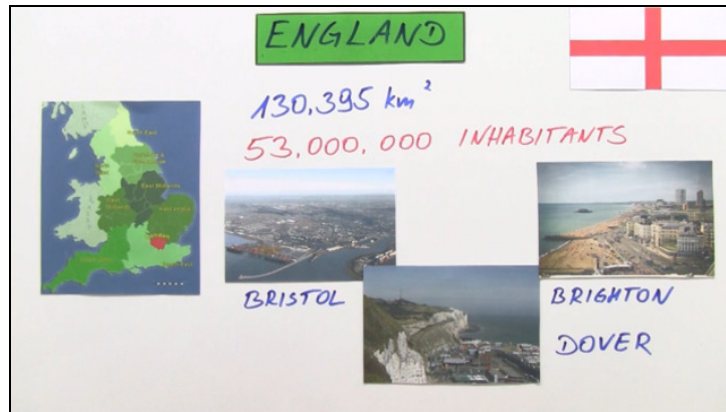 ENGLAND
130,395 km²
53,000,000 INHABITANTS
BRISTOL
BRIGHTON
DOVER